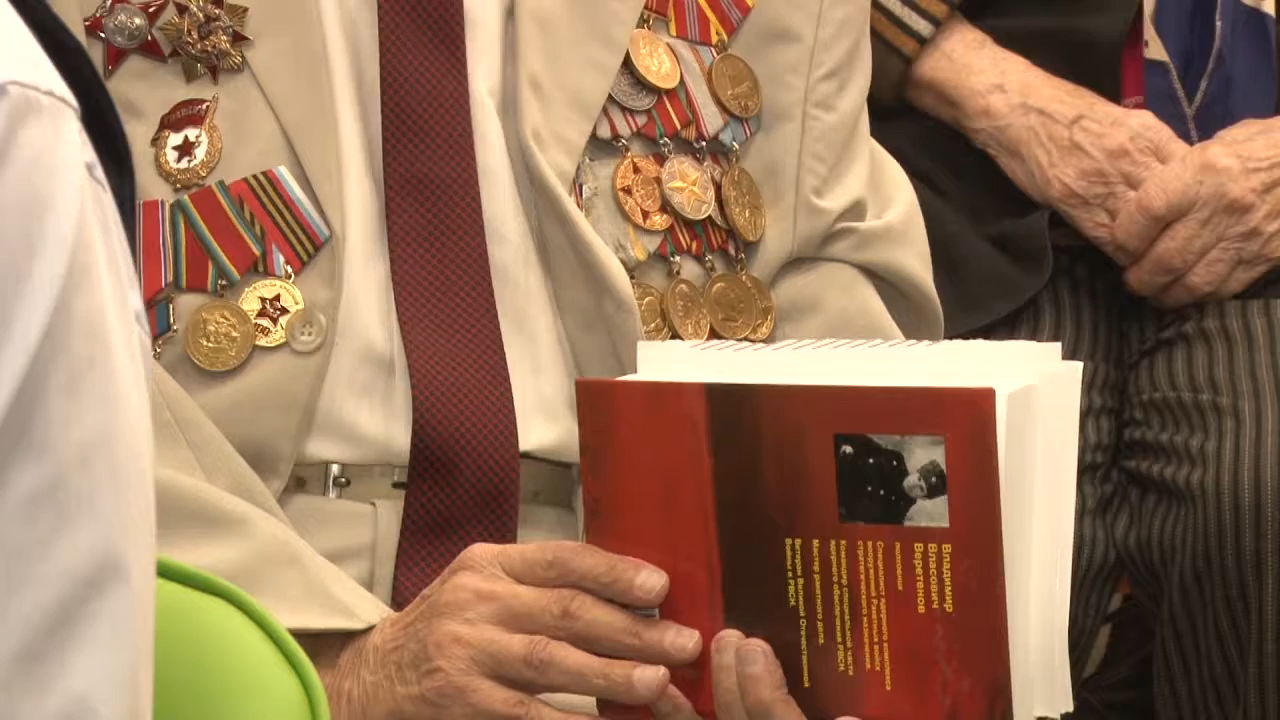 Владимир
Власович
Веретенов
полковник
Специалист ядерного комплекса
вооружений Ракетных войск
стратегического назначения.
Командир специальной части
ядерного обеспечения РВСН.
Мастер ракетного дела.
Ветеран Великой Отечественной
Войны и РВСН.
ГВАРДИЯ